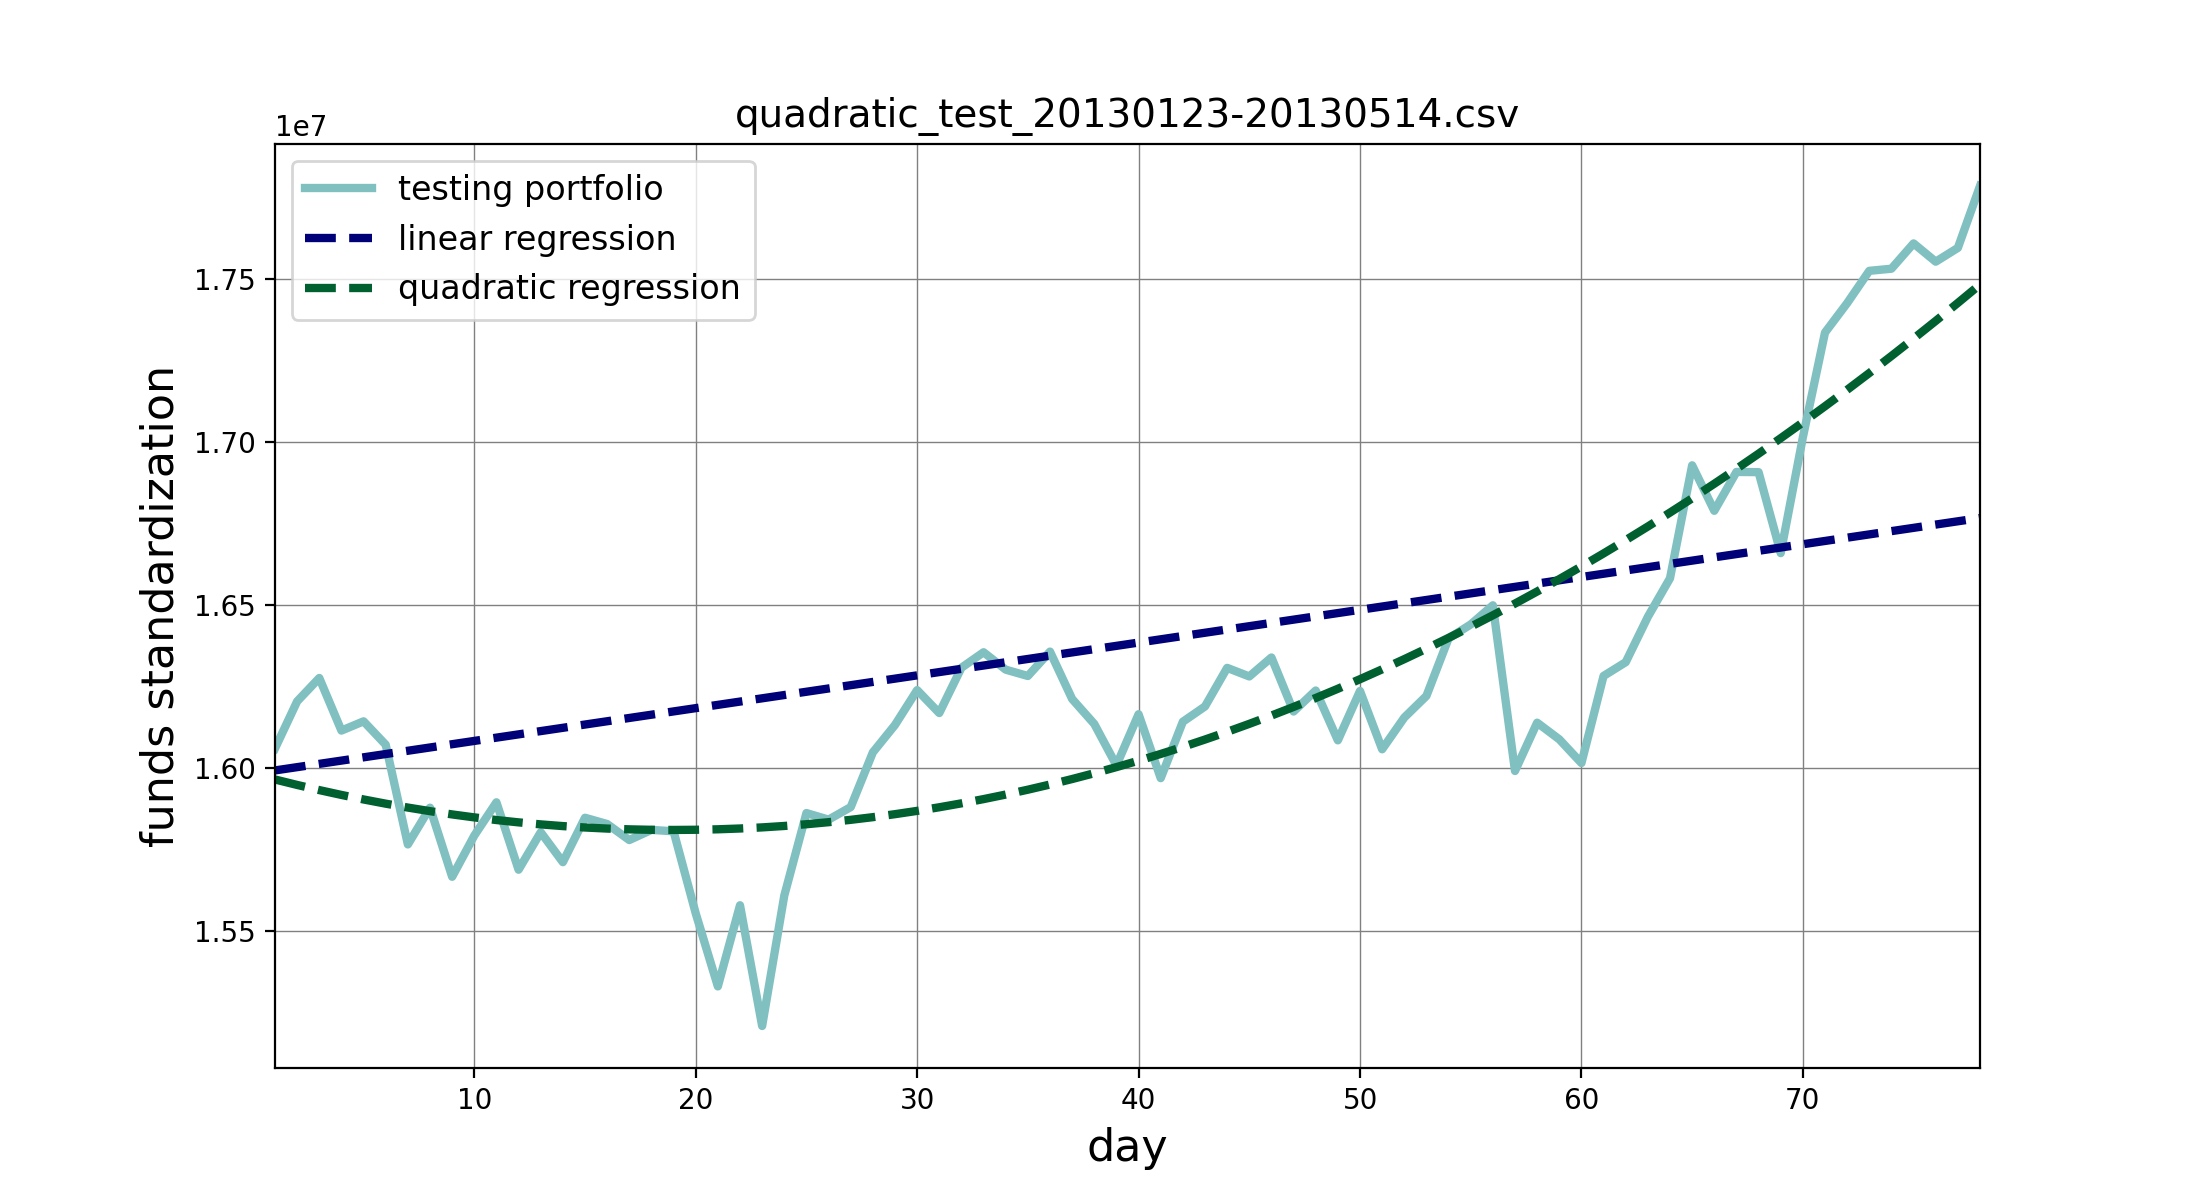 quadratic_test_20130123-20130514.csv
1e7
testing portfolio
linear regression
quadratic regression
funds standardization
1.75
1.70
1.65
1.60
1.55
10 20 30 40 50 60 70
day